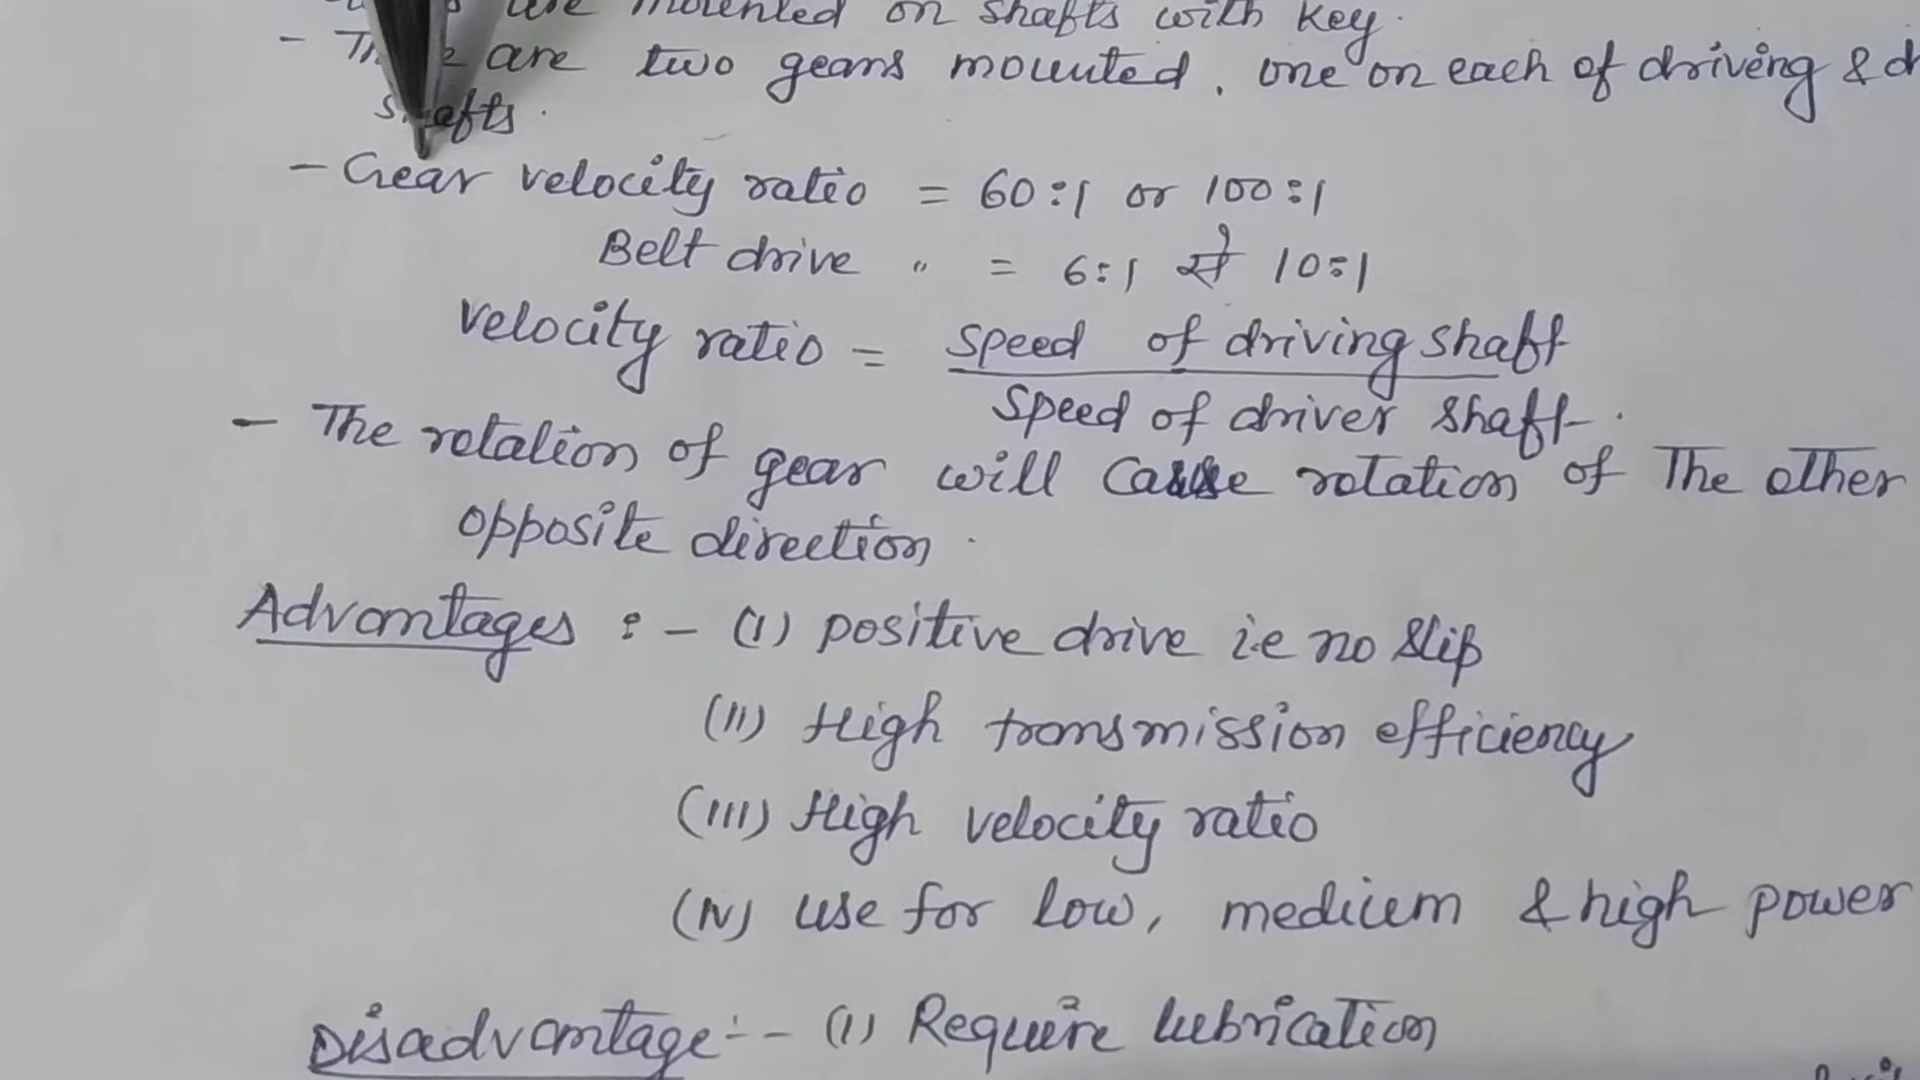 are mounted on shafts with key.
- are two gears mounted, one on each of driving &
shafts.
- Gear velocity ratio = 60:1 or 100:1
Belt drive " = 6:1 से 10:1
velocity ratio = speed of driving shaft
speed of driver shaft.
- The rotation of gear will cause rotation of The other
opposite direction.
Advantages :- (I) positive drive i.e no slip
(II) High transmission efficiency
(III) High velocity ratio
(IV) use for low, medium & high power
Disadvantage :- (I) Require lubrication